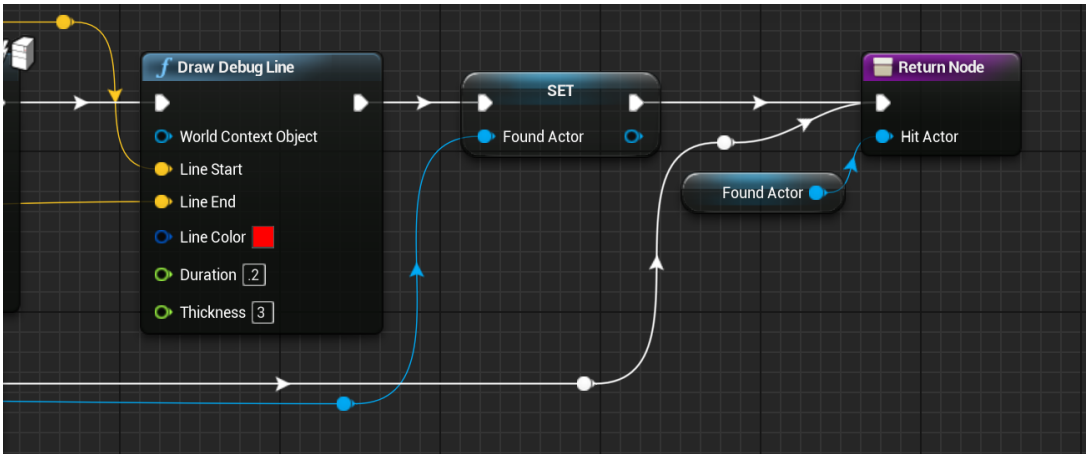 Draw Debug Line
World Context Object
Line Start
Line End
Line Color
Duration .2
Thickness 3
SET
Found Actor
Found Actor
Return Node
Hit Actor